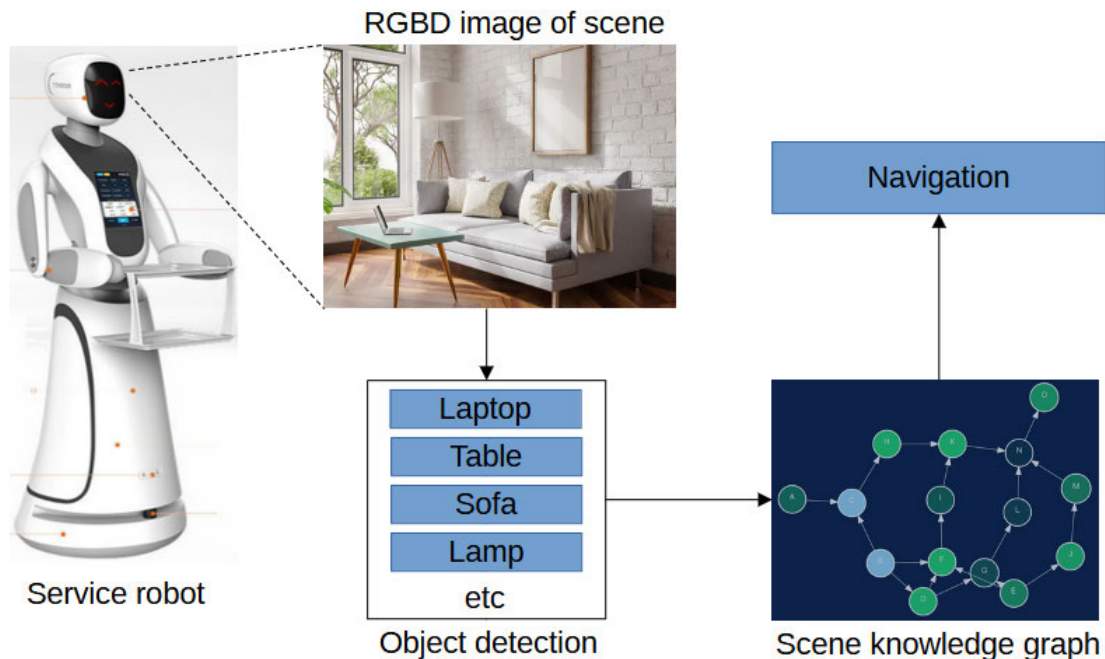 RGBD image of scene
Navigation
Laptop
Table
Sofa
Lamp
etc
Service robot
Object detection
Scene knowledge graph
O
H
K
N
A
C
I
M
L
F
G
J
D
E